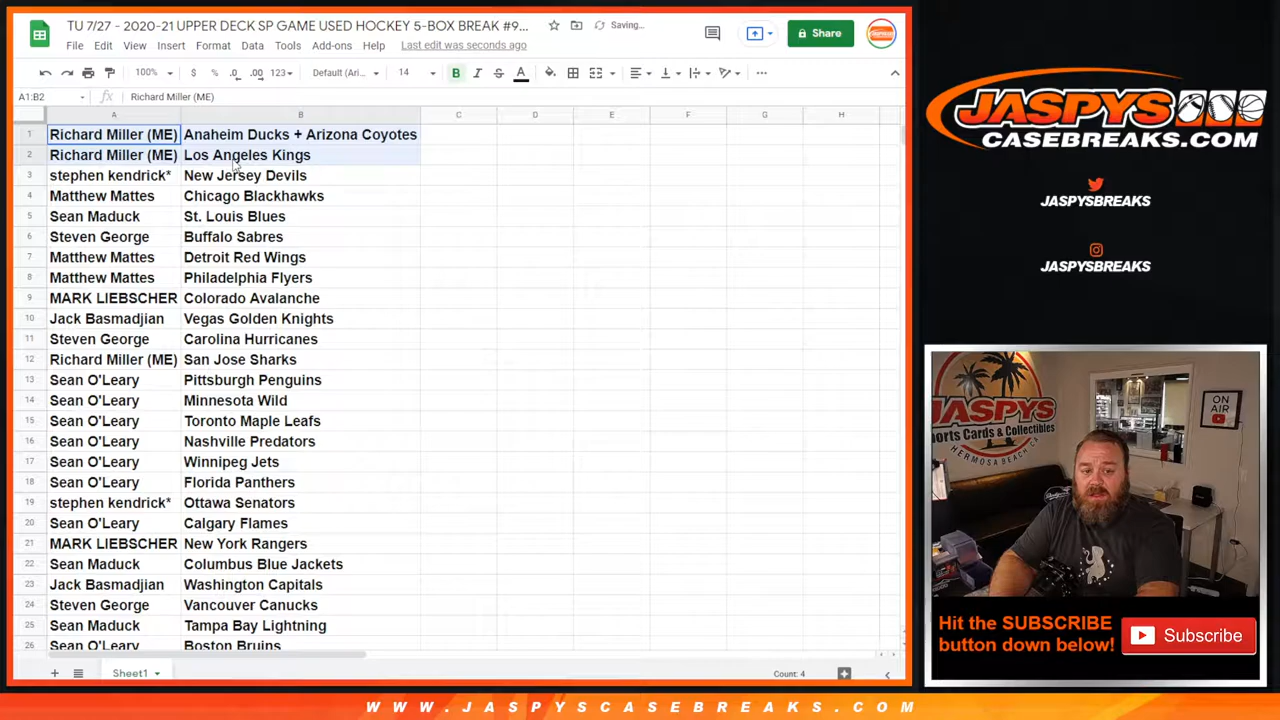 TU 7/27 - 2020-21 UPPER DECK SP GAME USED HOCKEY 5-BOX BREAK #9...
Saving...
File Edit View Insert Format Data Tools Add-ons Help Last edit was seconds ago
Share
100% $ % .0 .00 123 Default (Ari... 14 B I S A
A1:B2 fx Richard Miller (ME)
A B C D E F G H
1 Richard Miller (ME) Anaheim Ducks + Arizona Coyotes
2 Richard Miller (ME) Los Angeles Kings
3 stephen kendrick* New Jersey Devils
4 Matthew Mattes Chicago Blackhawks
5 Sean Maduck St. Louis Blues
6 Steven George Buffalo Sabres
7 Matthew Mattes Detroit Red Wings
8 Matthew Mattes Philadelphia Flyers
9 MARK LIEBSCHER Colorado Avalanche
10 Jack Basmadjian Vegas Golden Knights
11 Steven George Carolina Hurricanes
12 Richard Miller (ME) San Jose Sharks
13 Sean O'Leary Pittsburgh Penguins
14 Sean O'Leary Minnesota Wild
15 Sean O'Leary Toronto Maple Leafs
16 Sean O'Leary Nashville Predators
17 Sean O'Leary Winnipeg Jets
18 Sean O'Leary Florida Panthers
19 stephen kendrick* Ottawa Senators
20 Sean O'Leary Calgary Flames
21 MARK LIEBSCHER New York Rangers
22 Sean Maduck Columbus Blue Jackets
23 Jack Basmadjian Washington Capitals
24 Steven George Vancouver Canucks
25 Sean Maduck Tampa Bay Lightning
26 Sean O'Leary Boston Bruins
Sheet1
Count: 4
JASPYS
CASEBREAKS.COM
JASPYSBREAKS
JASPYSBREAKS
JASPYS
Sports Cards & Collectibles
HERMOSA BEACH CA
ON AIR
Hit the SUBSCRIBE
button down below!
Subscribe
WWW.JASPYSCASEBREAKS.COM